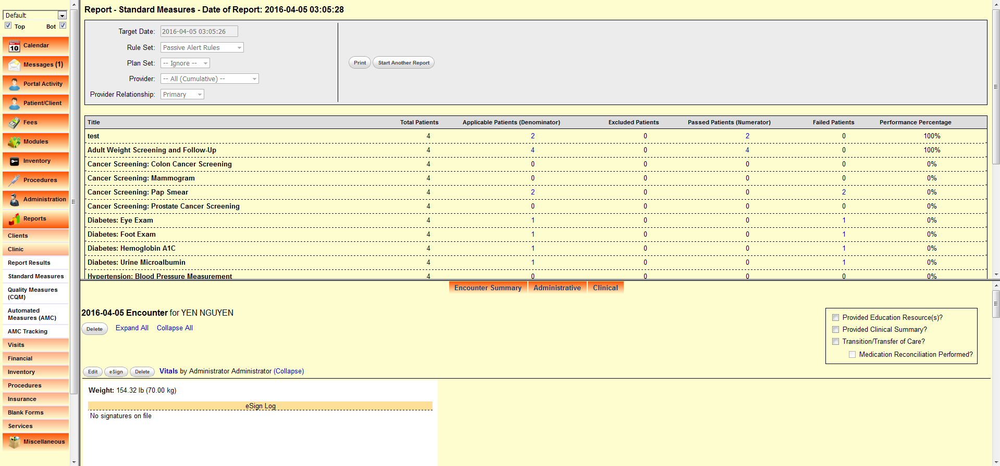 Default
Top Bot
Calendar
Messages (1)
Portal Activity
Patient/Client
Fees
Modules
Inventory
Procedures
Administration
Reports
Clients
Clinic
Report Results
Standard Measures
Quality Measures
(CQM)
Automated
Measures (AMC)
AMC Tracking
Visits
Financial
Inventory
Procedures
Insurance
Blank Forms
Services
Miscellaneous
Report - Standard Measures - Date of Report: 2016-04-05 03:05:28
Target Date: 2016-04-05 03:05:26
Rule Set: Passive Alert Rules
Plan Set: -- Ignore --
Provider: -- All (Cumulative) --
Provider Relationship: Primary
Print Start Another Report
Title Total Patients Applicable Patients (Denominator) Excluded Patients Passed Patients (Numerator) Failed Patients Performance Percentage
test 4 2 0 2 0 100%
Adult Weight Screening and Follow-Up 4 4 0 4 0 100%
Cancer Screening: Colon Cancer Screening 4 0 0 0 0 0%
Cancer Screening: Mammogram 4 0 0 0 0 0%
Cancer Screening: Pap Smear 4 2 0 0 2 0%
Cancer Screening: Prostate Cancer Screening 4 0 0 0 0 0%
Diabetes: Eye Exam 4 1 0 0 1 0%
Diabetes: Foot Exam 4 1 0 0 1 0%
Diabetes: Hemoglobin A1C 4 1 0 0 1 0%
Diabetes: Urine Microalbumin 4 1 0 0 1 0%
Hypertension: Blood Pressure Measurement 4 0 0 0 0 0%
Encounter Summary Administrative Clinical
2016-04-05 Encounter for YEN NGUYEN
Delete Expand All Collapse All
Provided Education Resource(s)?
Provided Clinical Summary?
Transition/Transfer of Care?
Medication Reconciliation Performed?
Edit eSign Delete Vitals by Administrator Administrator (Collapse)
Weight: 154.32 lb (70.00 kg)
eSign Log
No signatures on file